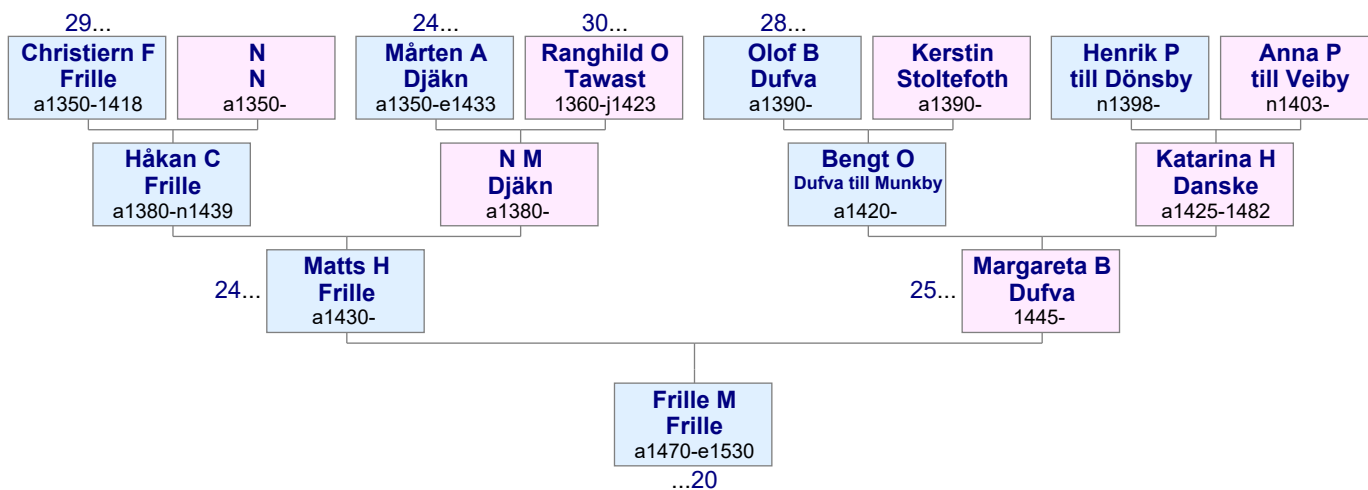 29...
24...
30...
28...
Christiern F
Frille
a1350-1418
N
N
a1350-
Mårten A
Djäkn
a1350-e1433
Ranghild O
Tawast
1360-j1423
Olof B
Dufva
a1390-
Kerstin
Stoltefoth
a1390-
Henrik P
till Dönsby
n1398-
Anna P
till Veiby
n1403-
Håkan C
Frille
a1380-n1439
N M
Djäkn
a1380-
Bengt O
Dufva till Munkby
a1420-
Katarina H
Danske
a1425-1482
24...
Matts H
Frille
a1430-
25...
Margareta B
Dufva
1445-
Frille M
Frille
a1470-e1530
...20